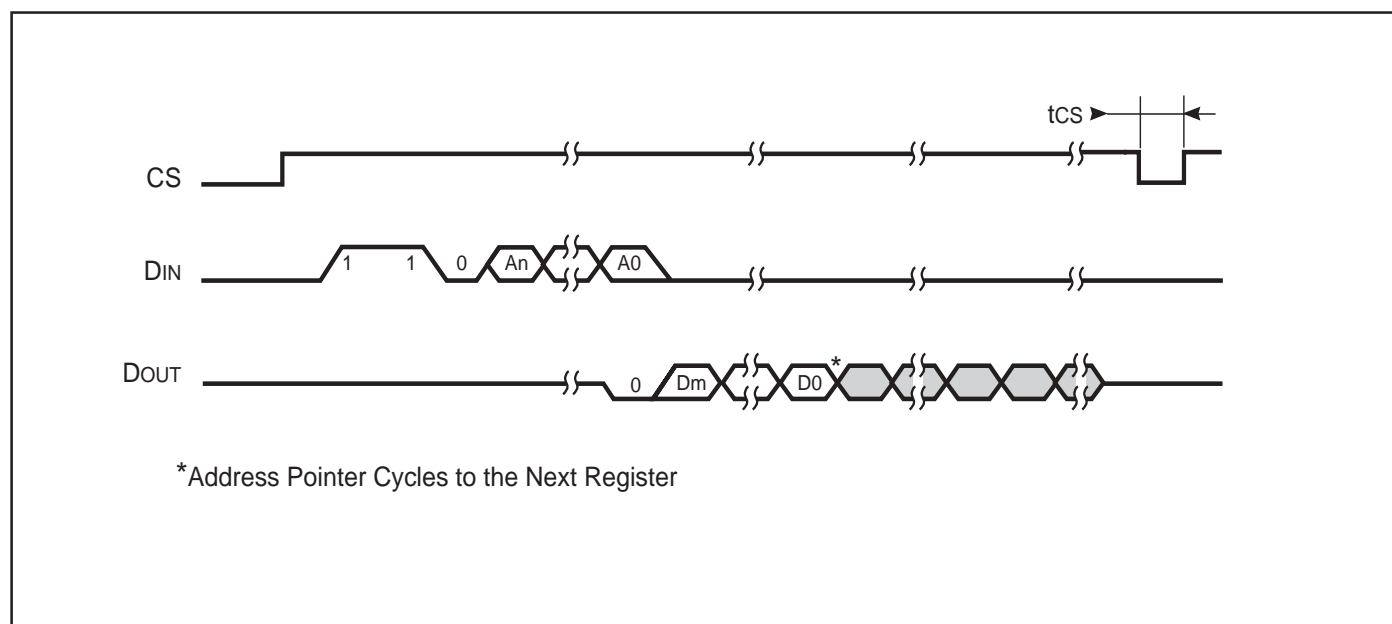 tCS
CS
DIN
1 1 0 An A0
DOUT
0 Dm D0 *
*Address Pointer Cycles to the Next Register